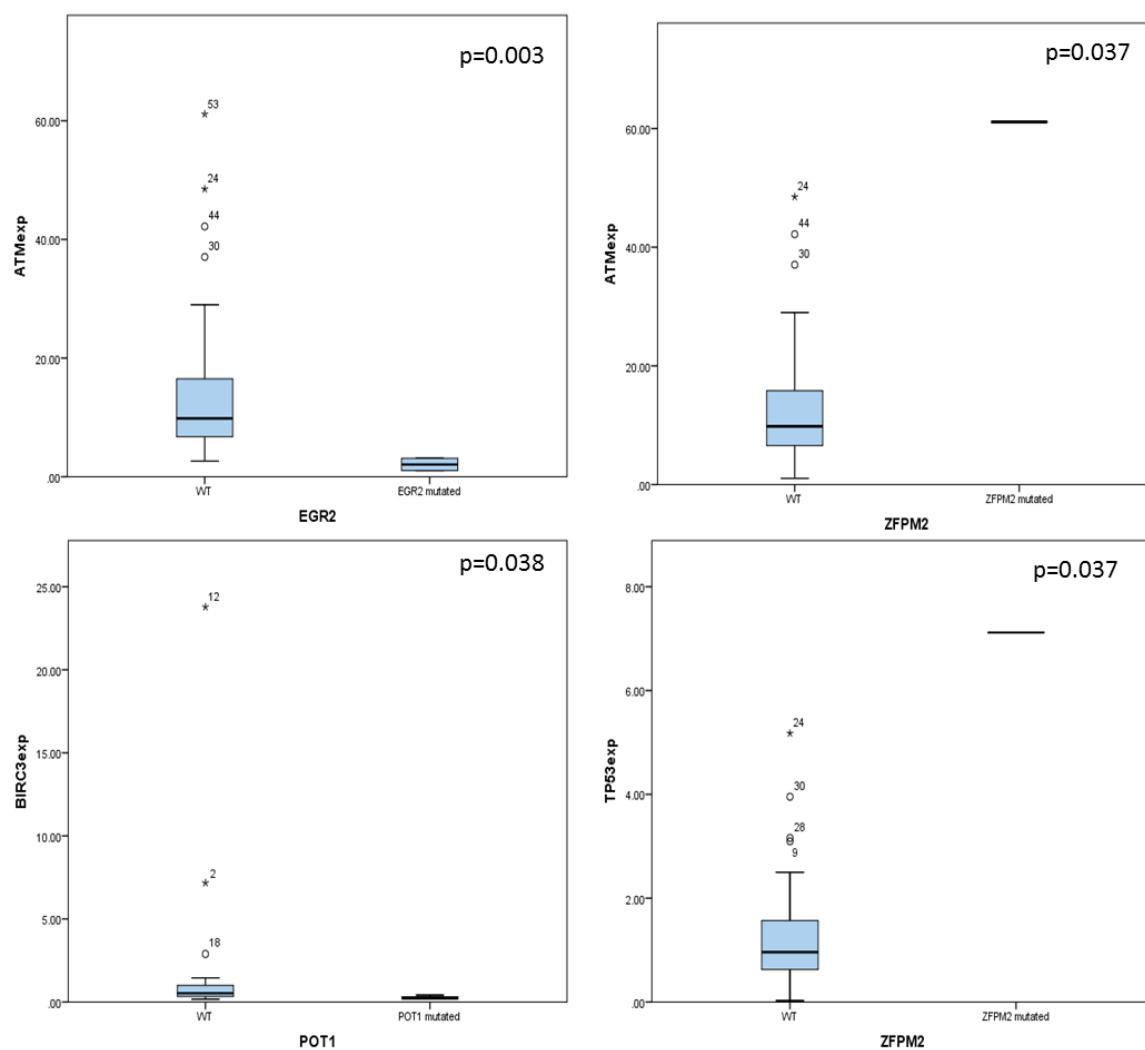 p=0.003
60.00
40.00
20.00
.00
ATMexp
53
24
44
30
WT
EGR2 mutated
EGR2
p=0.037
60.00
40.00
20.00
.00
ATMexp
24
44
30
WT
ZFPM2 mutated
ZFPM2
p=0.038
25.00
20.00
15.00
10.00
5.00
.00
BIRC3exp
12
2
18
WT
POT1 mutated
POT1
p=0.037
8.00
6.00
4.00
2.00
.00
TP53exp
24
30
28
9
WT
ZFPM2 mutated
ZFPM2